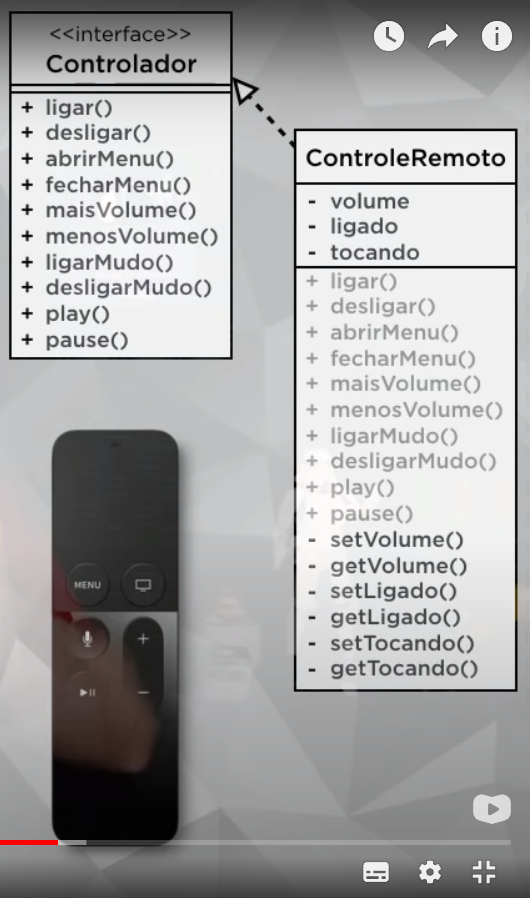 <<interface>>
Controlador
+ ligar()
+ desligar()
+ abrirMenu()
+ fecharMenu()
+ maisVolume()
+ menosVolume()
+ ligarMudo()
+ desligarMudo()
+ play()
+ pause()
ControleRemoto
- volume
- ligado
- tocando
+ ligar()
+ desligar()
+ abrirMenu()
+ fecharMenu()
+ maisVolume()
+ menosVolume()
+ ligarMudo()
+ desligarMudo()
+ play()
+ pause()
- setVolume()
- getVolume()
- setLigado()
- getLigado()
- setTocando()
- getTocando()
MENU